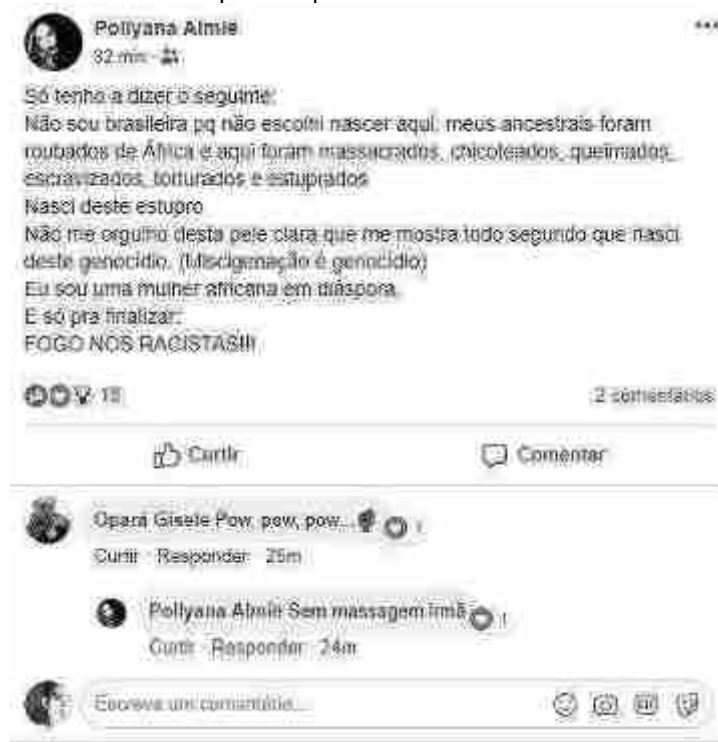 Pollyana Almie
32 min
Só tenho a dizer o seguinte:
Não sou brasileira pq não escolhi nascer aqui: meus ancestrais foram
roubados de África e aqui foram massacrados, chicoteados, queimados,
escravizados, torturados e estuprados
Nasci deste estupro
Não me orgulho desta pele clara que me mostra todo segundo que nasci
deste genocídio. (Miscigenação é genocídio)
Eu sou uma mulher africana em diáspora.
E só pra finalizar:
FOGO NOS RACISTAS!!!
18 2 comentários
Curtir Comentar
Opará Gisele Pow, pow, pow... 1
Curtir · Responder · 25m
Pollyana Almie Sem massagem irmã 1
Curtir · Responder · 24m
Escreva um comentário...
GIF